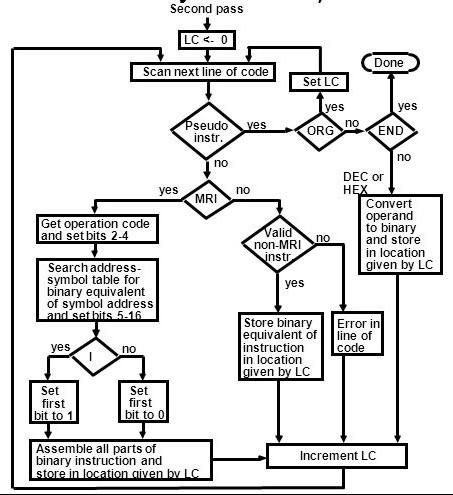 Second pass
LC <- 0
Scan next line of code
Set LC
Done
Pseudo
instr.
yes
ORG
yes
no
END
yes
no
no
DEC or
HEX
MRI
yes
no
Get operation code
and set bits 2-4
Valid
non-MRI
instr.
no
yes
Convert
operand
to binary
and store
in location
given by LC
Search address-
symbol table for
binary equivalent
of symbol address
and set bits 5-16
Store binary
equivalent of
instruction
in location
given by LC
Error in
line of
code
I
yes
no
Set
first
bit to 1
Set
first
bit to 0
Assemble all parts of
binary instruction and
store in location given by LC
Increment LC